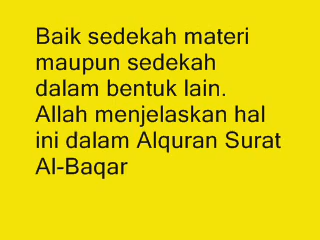 Baik sedekah materi
maupun sedekah
dalam bentuk lain.
Allah menjelaskan hal
ini dalam Alquran Surat
Al-Baqar